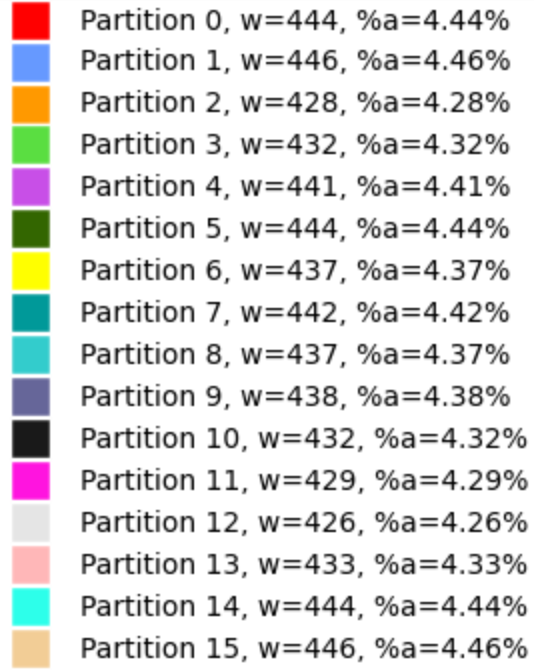 Partition 0, w=444, %a=4.44%
Partition 1, w=446, %a=4.46%
Partition 2, w=428, %a=4.28%
Partition 3, w=432, %a=4.32%
Partition 4, w=441, %a=4.41%
Partition 5, w=444, %a=4.44%
Partition 6, w=437, %a=4.37%
Partition 7, w=442, %a=4.42%
Partition 8, w=437, %a=4.37%
Partition 9, w=438, %a=4.38%
Partition 10, w=432, %a=4.32%
Partition 11, w=429, %a=4.29%
Partition 12, w=426, %a=4.26%
Partition 13, w=433, %a=4.33%
Partition 14, w=444, %a=4.44%
Partition 15, w=446, %a=4.46%